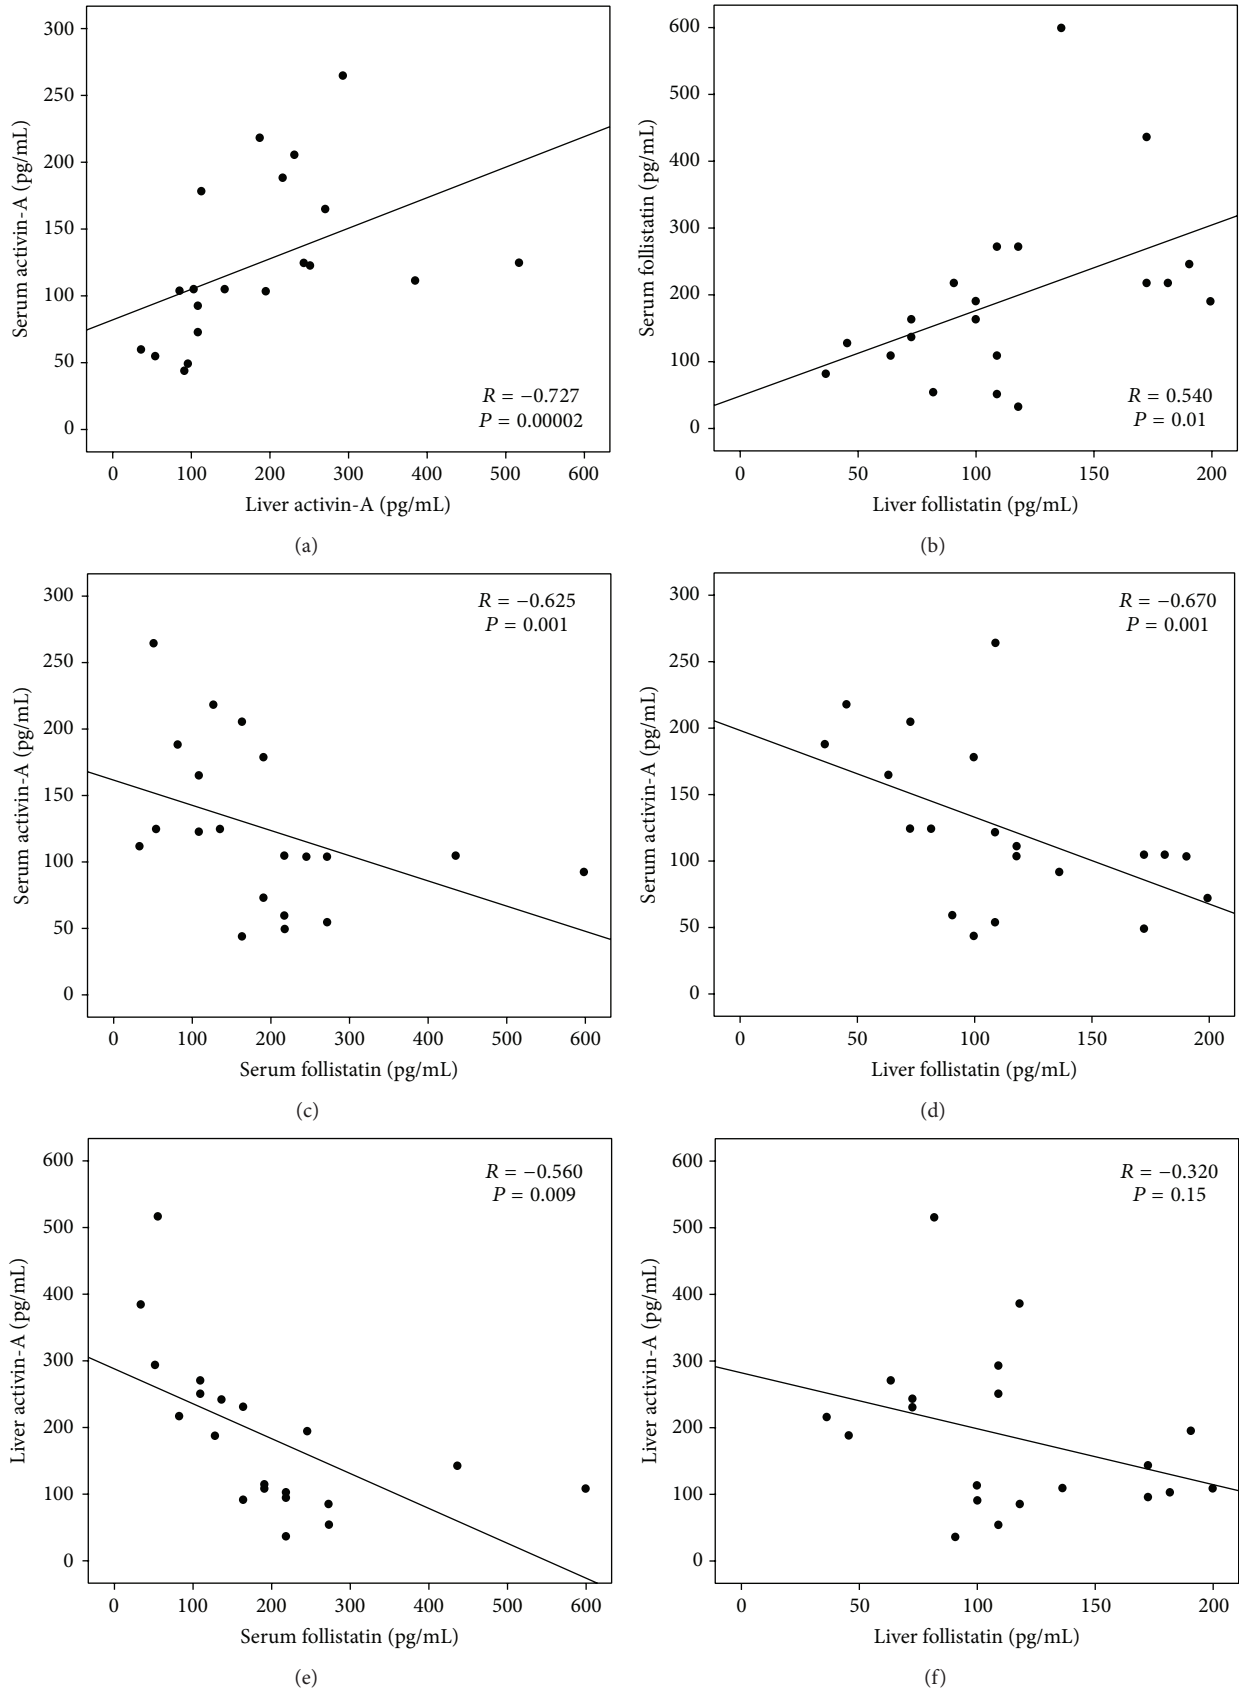 300
250
200
150
100
50
0
Serum activin-A (pg/mL)
R = −0.727
P = 0.00002
0 100 200 300 400 500 600
Liver activin-A (pg/mL)
(a)
600
500
400
300
200
100
0
Serum follistatin (pg/mL)
R = 0.540
P = 0.01
0 50 100 150 200
Liver follistatin (pg/mL)
(b)
300
250
200
150
100
50
0
Serum activin-A (pg/mL)
R = −0.625
P = 0.001
0 100 200 300 400 500 600
Serum follistatin (pg/mL)
(c)
300
250
200
150
100
50
0
Serum activin-A (pg/mL)
R = −0.670
P = 0.001
0 50 100 150 200
Liver follistatin (pg/mL)
(d)
600
500
400
300
200
100
0
Liver activin-A (pg/mL)
R = −0.560
P = 0.009
0 100 200 300 400 500 600
Serum follistatin (pg/mL)
(e)
600
500
400
300
200
100
0
Liver activin-A (pg/mL)
R = −0.320
P = 0.15
0 50 100 150 200
Liver follistatin (pg/mL)
(f)